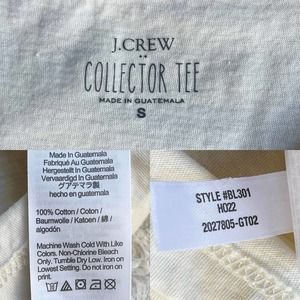 J.CREW
COLLECTOR TEE
MADE IN GUATEMALA
S
Made In Guatemala
Fabriqué Au Guatemala
Hergestellt In Guatemala
Vervaardigd In Guatemala
グアテマラ製
hecho en guatemala
100% Cotton / Coton /
Baumwolle / Katoen / 綿 /
algodón
Machine Wash Cold With Like
Colors. Non-Chlorine Bleach
Only. Tumble Dry Low. Iron on
Lowest Setting. Do not iron on
print.
STYLE #BL301
HO22
2027805-GT02